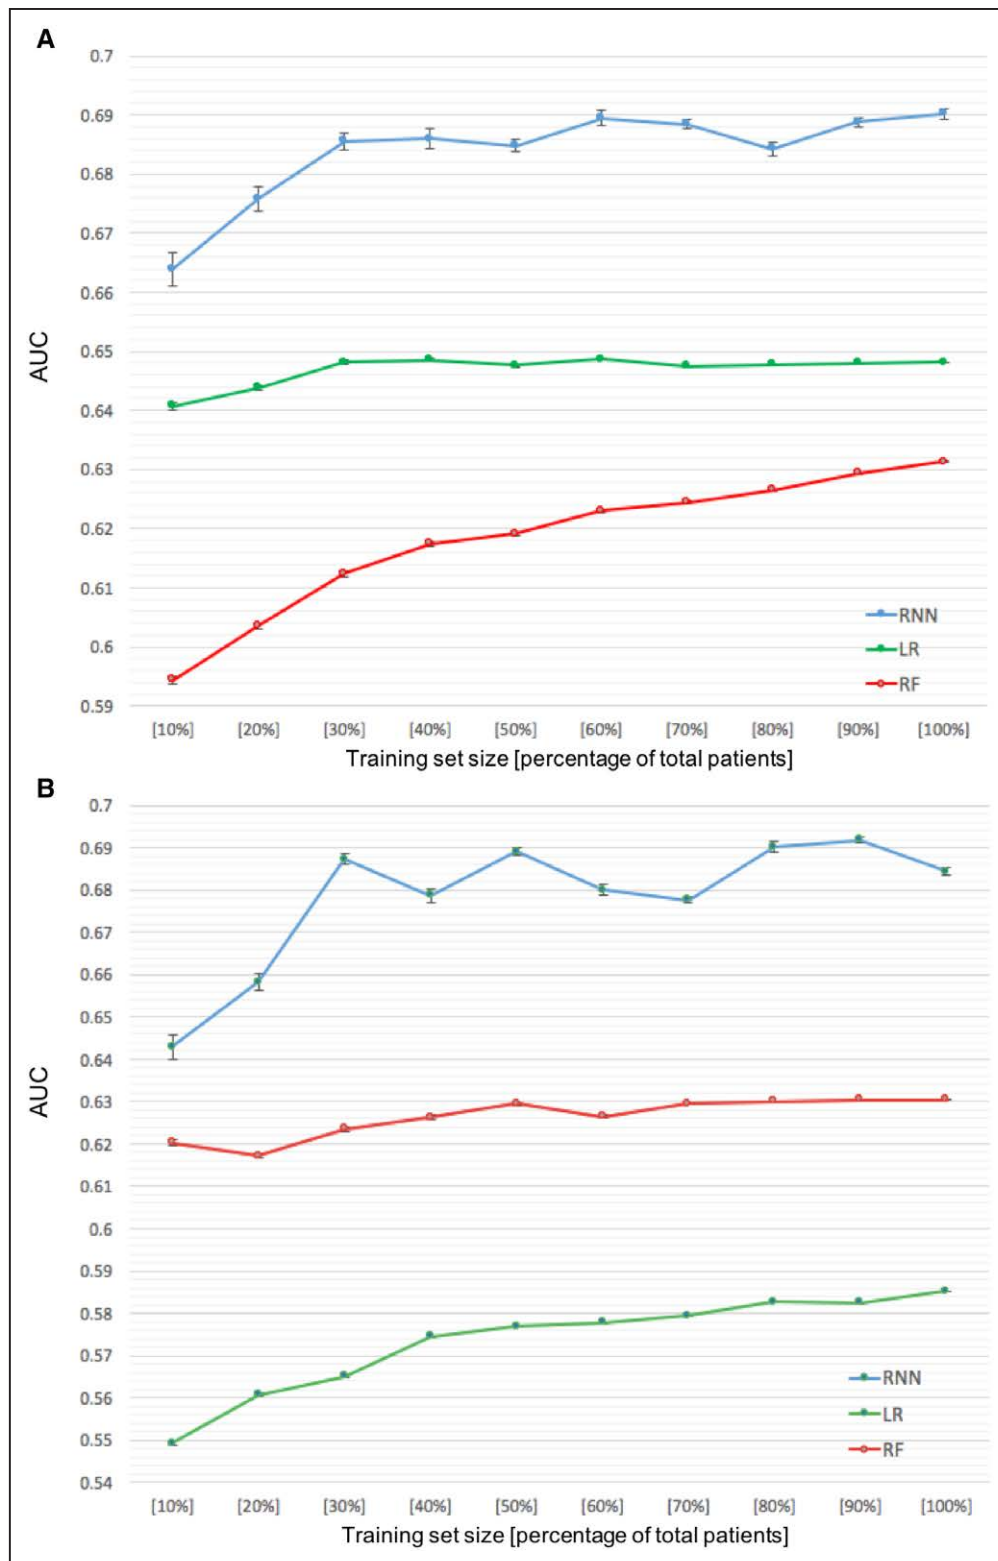 A
0.7
0.69
0.68
0.67
0.66
0.65
0.64
0.63
0.62
0.61
0.6
0.59
AUC
RNN
LR
RF
[10%] [20%] [30%] [40%] [50%] [60%] [70%] [80%] [90%] [100%]
Training set size [percentage of total patients]
B
0.7
0.69
0.68
0.67
0.66
0.65
0.64
0.63
0.62
0.61
0.6
0.59
0.58
0.57
0.56
0.55
0.54
AUC
RNN
LR
RF
[10%] [20%] [30%] [40%] [50%] [60%] [70%] [80%] [90%] [100%]
Training set size [percentage of total patients]